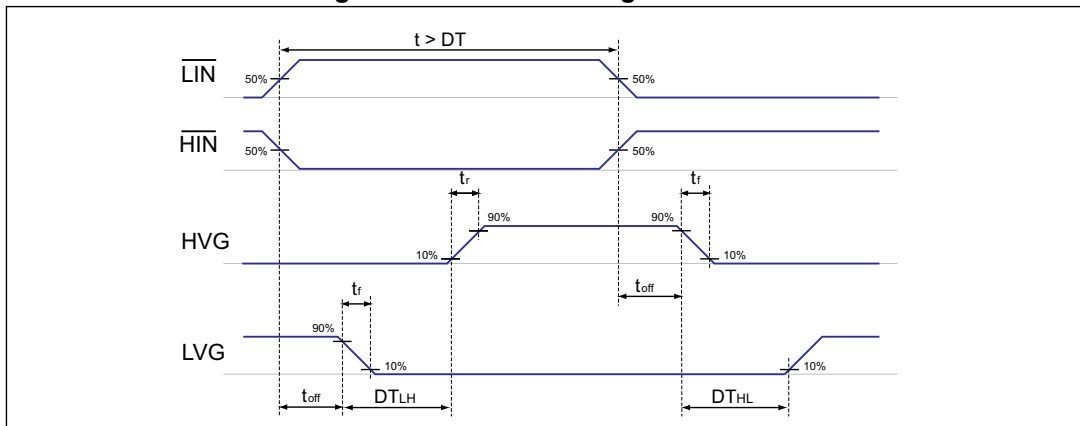 t > DT
LIN
50%
50%
HIN
50%
50%
tr
tf
HVG
10%
90%
90%
10%
toff
tf
LVG
90%
10%
10%
toff
DTLH
DTHL